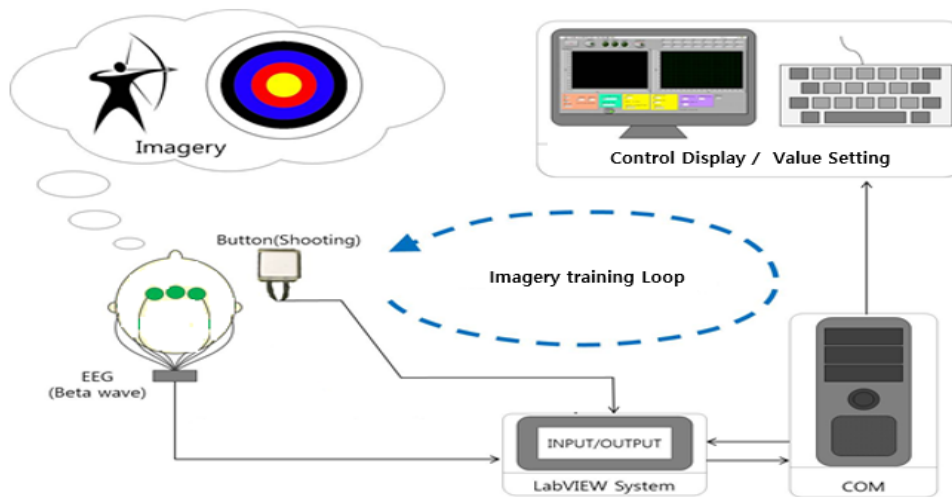 Imagery
Control Display / Value Setting
Button(Shooting)
Imagery training Loop
EEG
(Beta wave)
INPUT/OUTPUT
LabVIEW System
COM